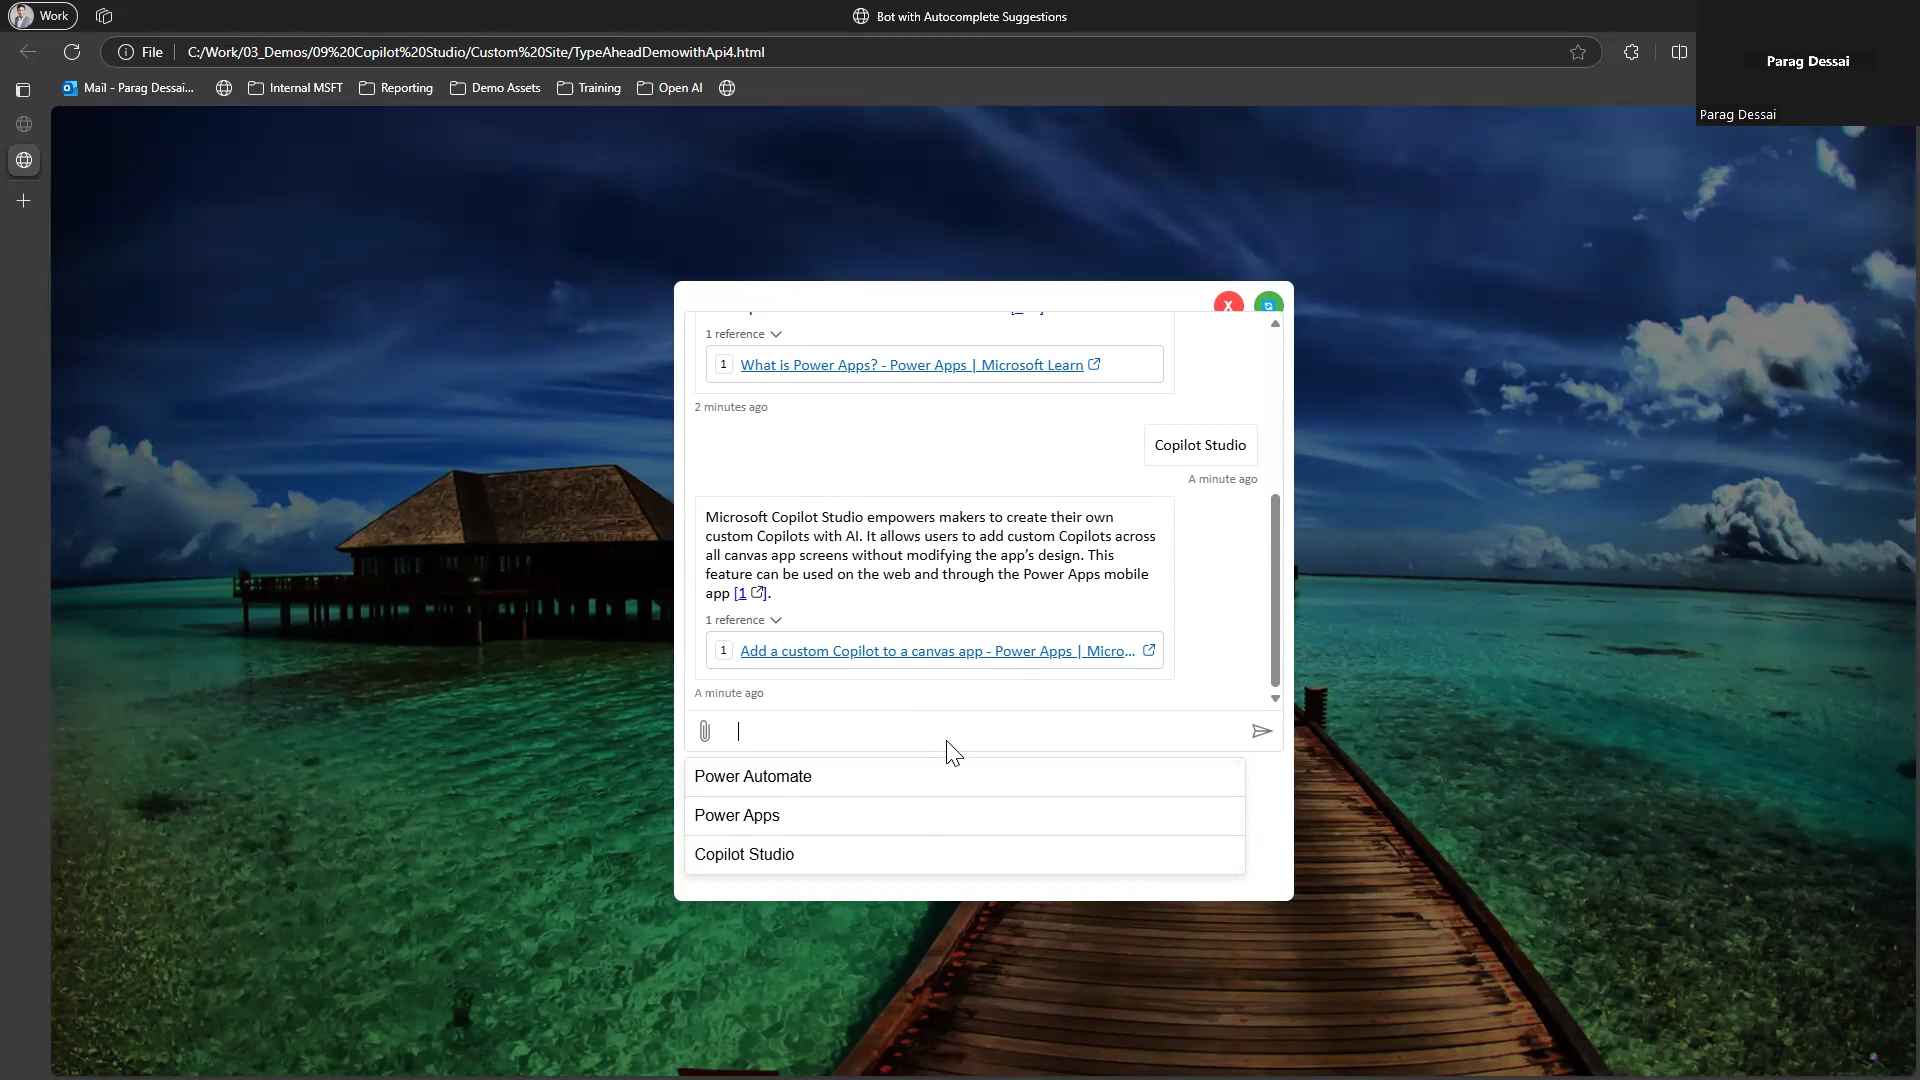 Work
Bot with Autocomplete Suggestions
File
C:/Work/03_Demos/09%20Copilot%20Studio/Custom%20Site/TypeAheadDemowithApi4.html
Parag Dessai
Mail - Parag Dessai...
Internal MSFT
Reporting
Demo Assets
Training
Open AI
Parag Dessai
X
1 reference
1 What is Power Apps? - Power Apps | Microsoft Learn
2 minutes ago
Copilot Studio
A minute ago
Microsoft Copilot Studio empowers makers to create their own
custom Copilots with AI. It allows users to add custom Copilots across
all canvas app screens without modifying the app’s design. This
feature can be used on the web and through the Power Apps mobile
app [1].
1 reference
1 Add a custom Copilot to a canvas app - Power Apps | Micro...
A minute ago
Power Automate
Power Apps
Copilot Studio